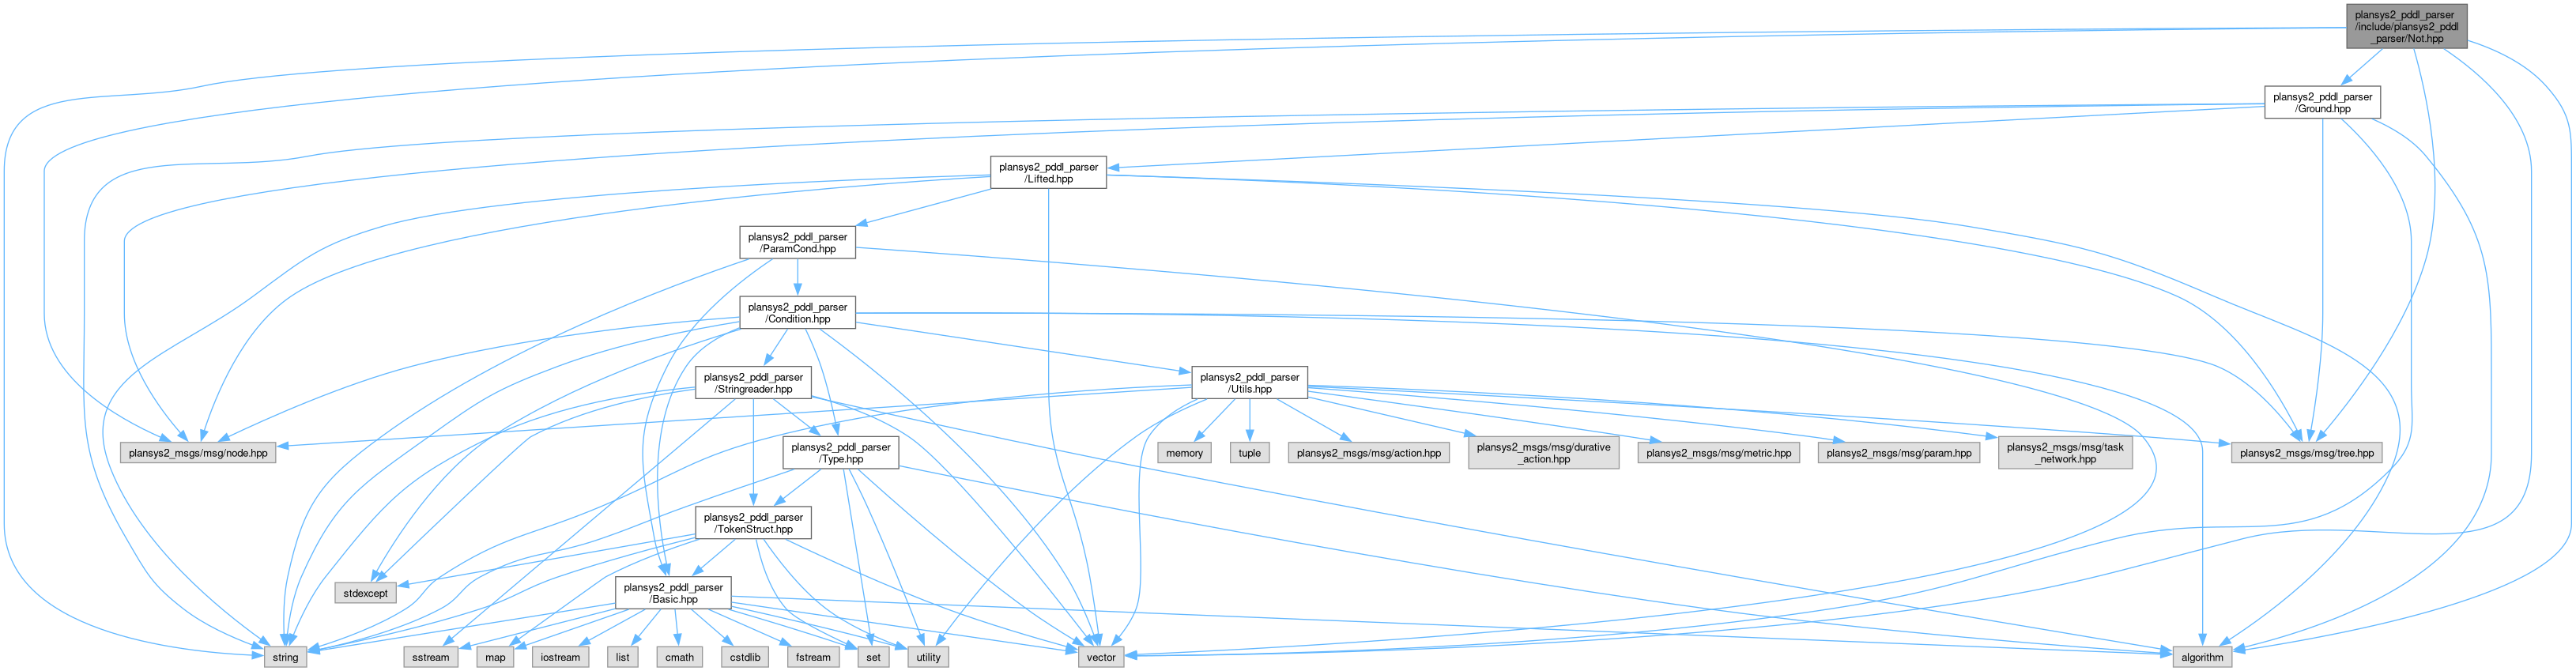 plansys2_pddl_parser
/include/plansys2_pddl
_parser/Not.hpp
plansys2_pddl_parser
/Ground.hpp
plansys2_pddl_parser
/Lifted.hpp
plansys2_pddl_parser
/ParamCond.hpp
plansys2_pddl_parser
/Condition.hpp
plansys2_pddl_parser
/Stringreader.hpp
plansys2_pddl_parser
/Utils.hpp
plansys2_msgs/msg/node.hpp
plansys2_pddl_parser
/Type.hpp
memory
tuple
plansys2_msgs/msg/action.hpp
plansys2_msgs/msg/durative
_action.hpp
plansys2_msgs/msg/metric.hpp
plansys2_msgs/msg/param.hpp
plansys2_msgs/msg/task
_network.hpp
plansys2_msgs/msg/tree.hpp
plansys2_pddl_parser
/TokenStruct.hpp
stdexcept
plansys2_pddl_parser
/Basic.hpp
string
sstream
map
iostream
list
cmath
cstdlib
fstream
set
utility
vector
algorithm